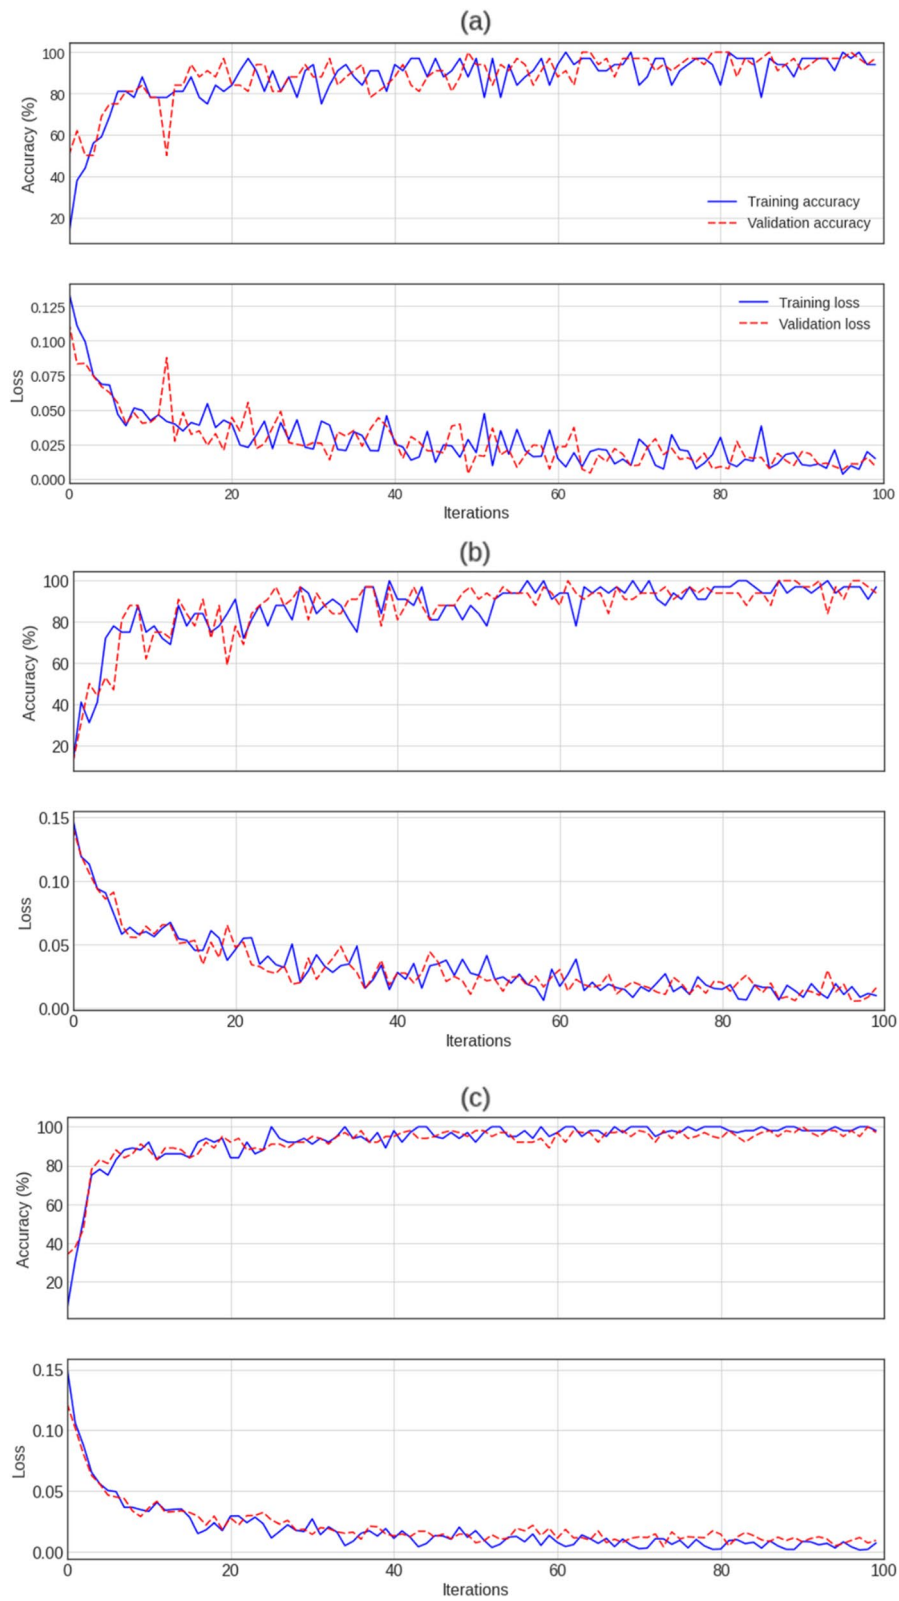 (a)
100
80
60
40
20
Accuracy (%)
Training accuracy
Validation accuracy
0.125
0.100
0.075
0.050
0.025
0.000
Loss
Training loss
Validation loss
0 20 40 60 80 100
Iterations
(b)
100
80
60
40
20
Accuracy (%)
0.15
0.10
0.05
0.00
Loss
0 20 40 60 80 100
Iterations
(c)
100
80
60
40
20
Accuracy (%)
0.15
0.10
0.05
0.00
Loss
0 20 40 60 80 100
Iterations